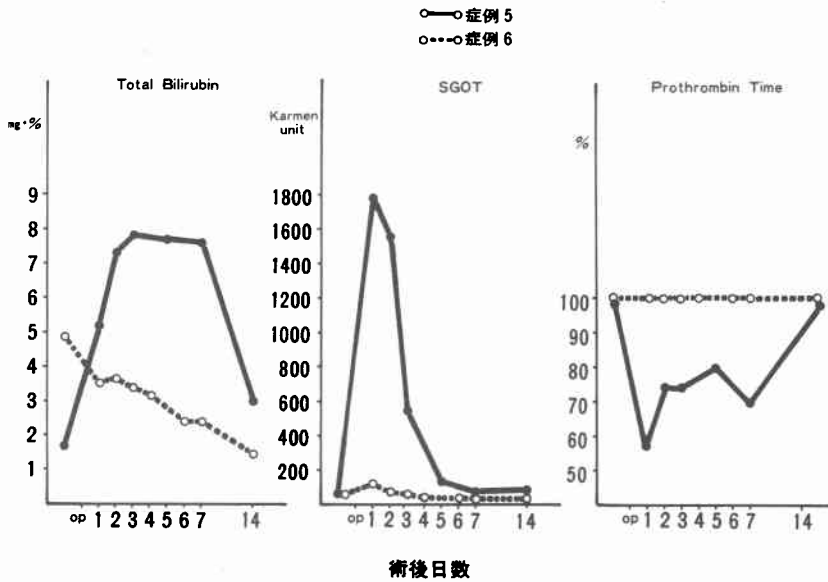 症例5
症例6
Total Bilirubin
mg・%
9
8
7
6
5
4
3
2
1
op 1 2 3 4 5 6 7 14
SGOT
Karmen
unit
1800
1600
1400
1200
1000
800
600
400
200
op 1 2 3 4 5 6 7 14
Prothrombin Time
%
100
90
80
70
60
50
op 1 2 3 4 5 6 7 14
術後日数